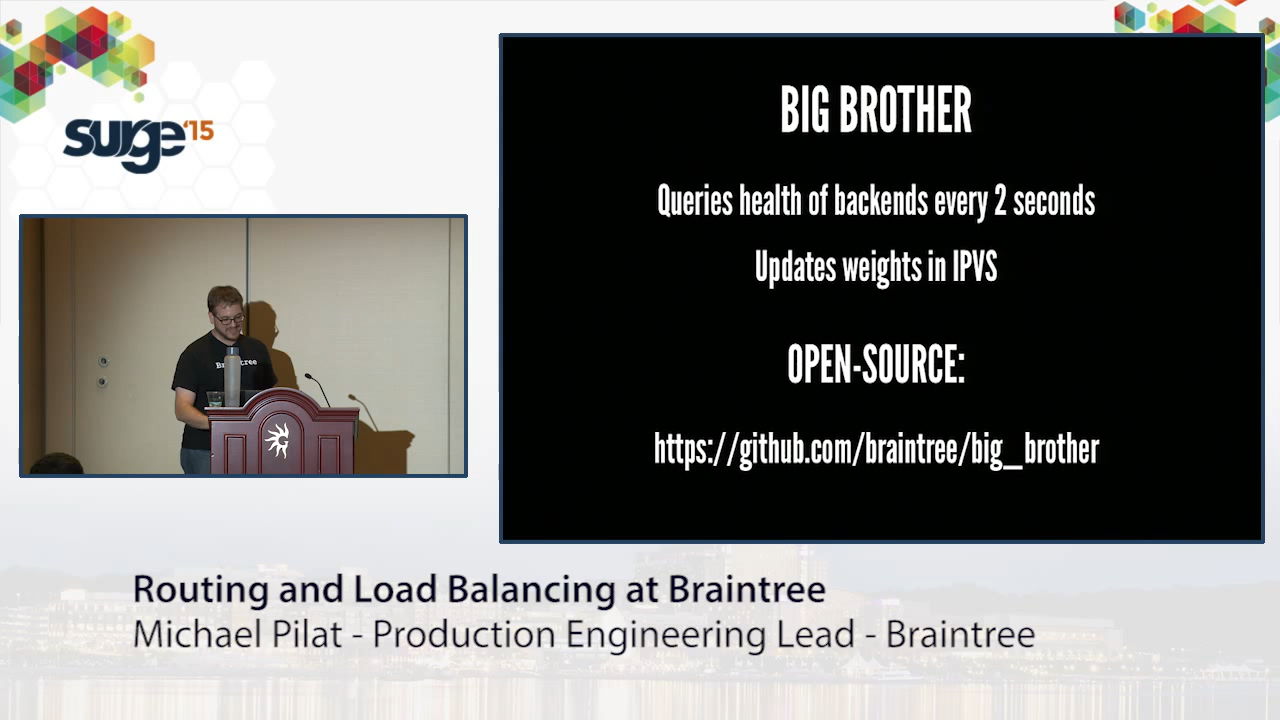 surge '15
BIG BROTHER
Queries health of backends every 2 seconds
Updates weights in IPVS
OPEN-SOURCE:
https://github.com/braintree/big_brother
Braintree
Routing and Load Balancing at Braintree
Michael Pilat - Production Engineering Lead - Braintree